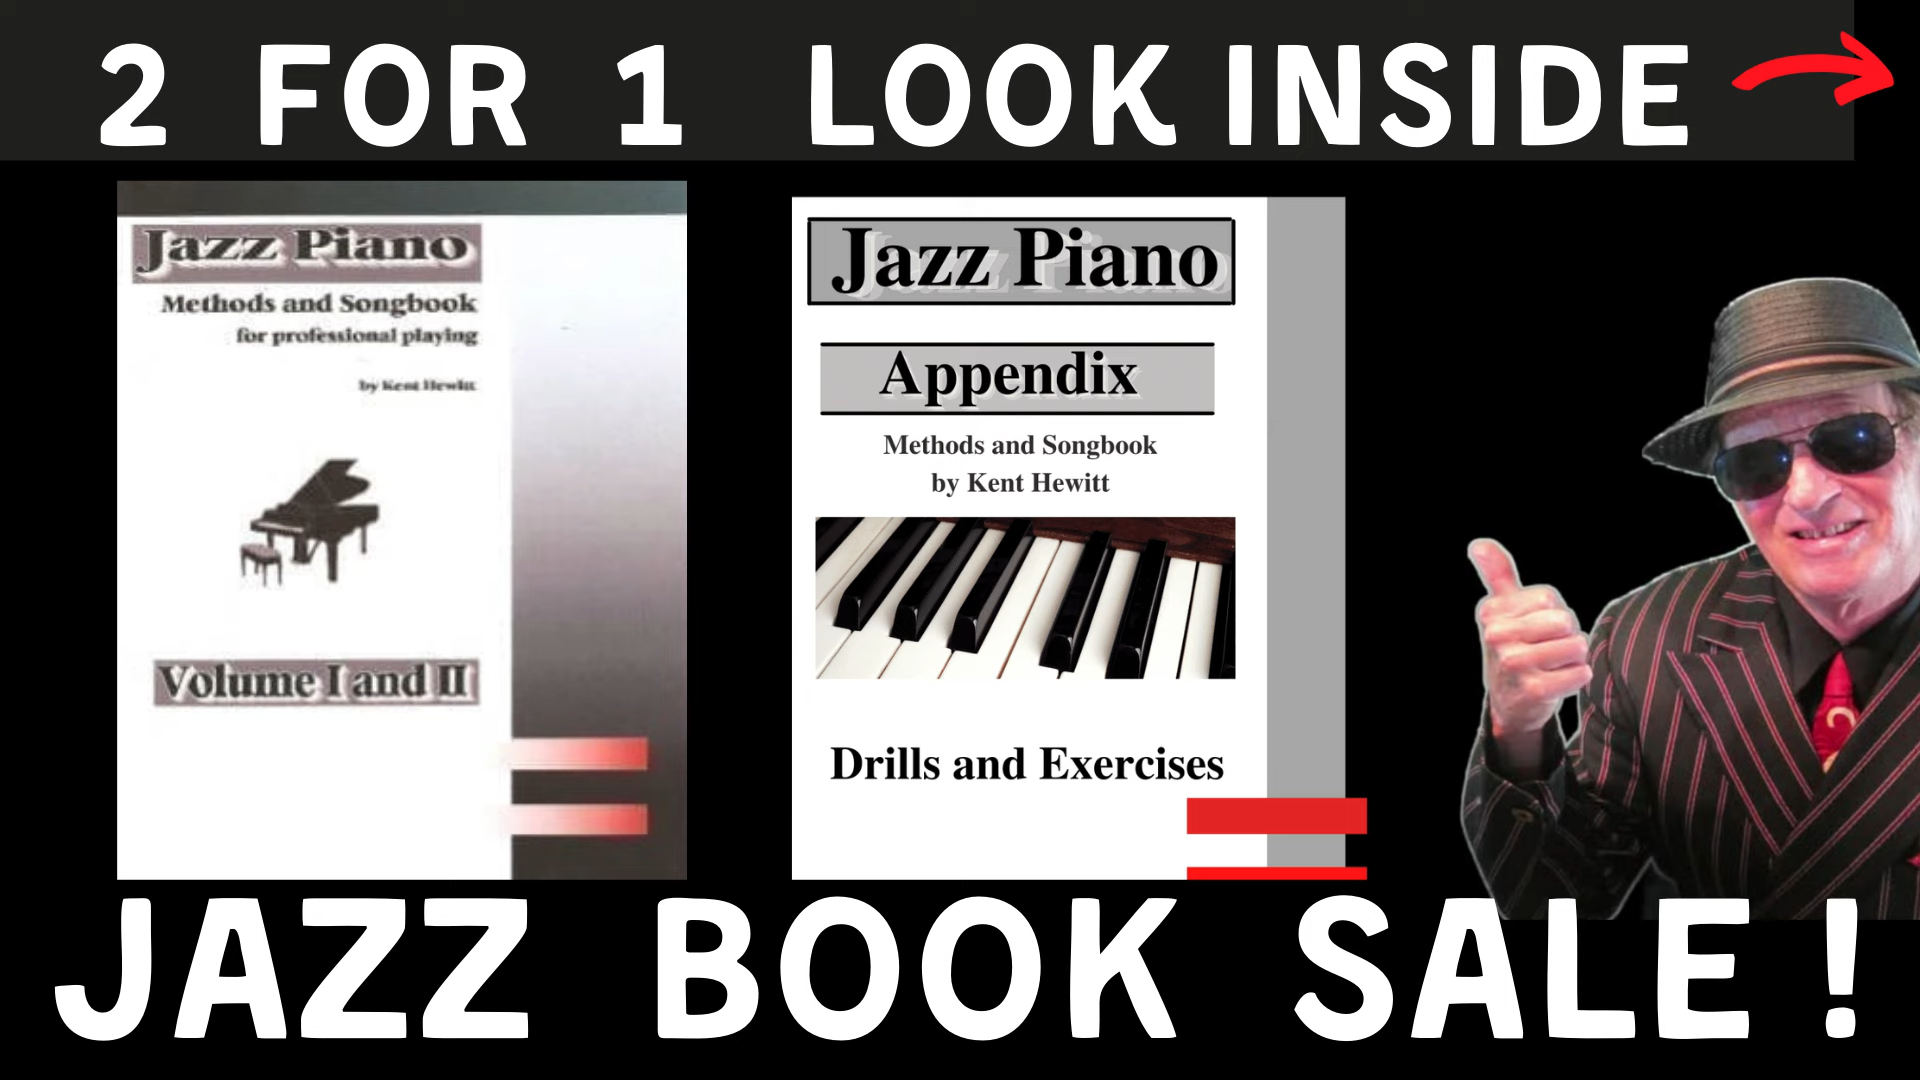 2 FOR 1 LOOK INSIDE
Jazz Piano
Methods and Songbook
for professional playing
by Kent Hewitt
Volume I and II
Jazz Piano
Appendix
Methods and Songbook
by Kent Hewitt
Drills and Exercises
JAZZ BOOK SALE !